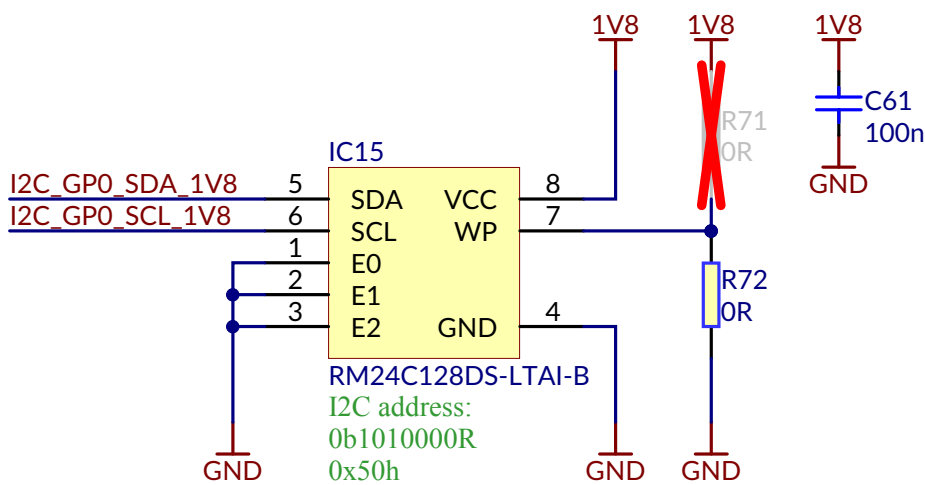 1V8
1V8
1V8
R71
0R
C61
100n
GND
IC15
I2C_GP0_SDA_1V8
5
SDA
VCC
8
I2C_GP0_SCL_1V8
6
SCL
WP
7
1
E0
2
E1
3
E2
GND
4
R72
0R
RM24C128DS-LTAI-B
I2C address:
0b1010000R
0x50h
GND
GND
GND